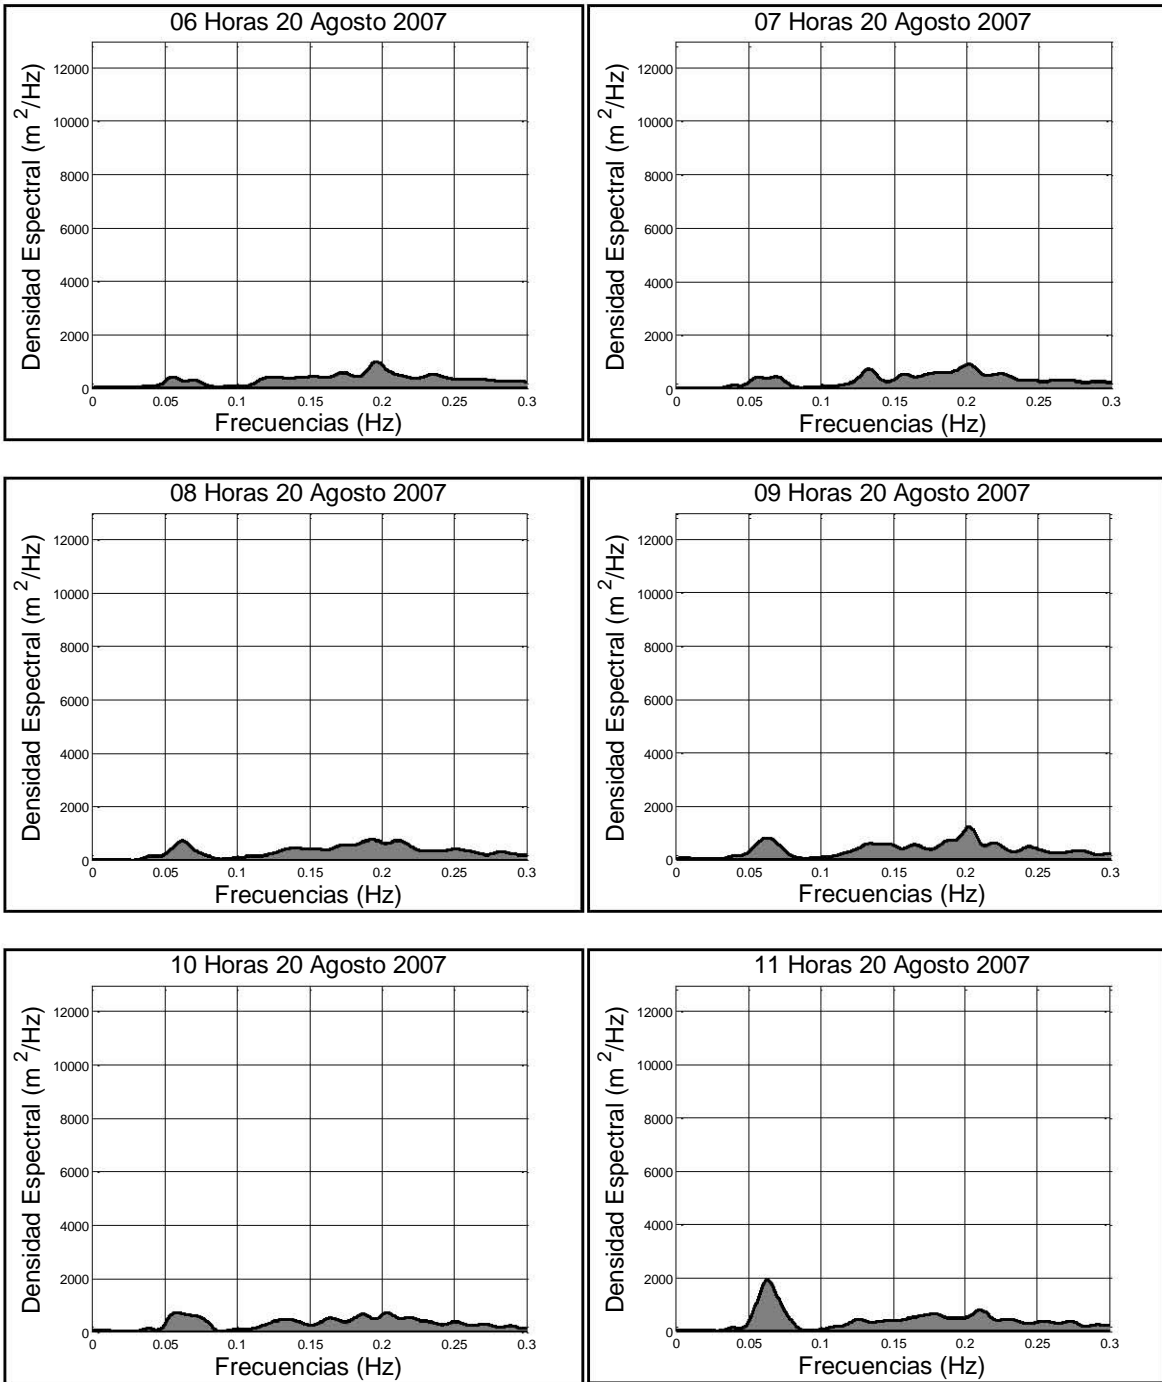 06 Horas 20 Agosto 2007
Densidad Espectral (m 2/Hz)
12000
10000
8000
6000
4000
2000
0
0 0.05 0.1 0.15 0.2 0.25 0.3
Frecuencias (Hz)
07 Horas 20 Agosto 2007
Densidad Espectral (m 2/Hz)
12000
10000
8000
6000
4000
2000
0
0 0.05 0.1 0.15 0.2 0.25 0.3
Frecuencias (Hz)
08 Horas 20 Agosto 2007
Densidad Espectral (m 2/Hz)
12000
10000
8000
6000
4000
2000
0
0 0.05 0.1 0.15 0.2 0.25 0.3
Frecuencias (Hz)
09 Horas 20 Agosto 2007
Densidad Espectral (m 2/Hz)
12000
10000
8000
6000
4000
2000
0
0 0.05 0.1 0.15 0.2 0.25 0.3
Frecuencias (Hz)
10 Horas 20 Agosto 2007
Densidad Espectral (m 2/Hz)
12000
10000
8000
6000
4000
2000
0
0 0.05 0.1 0.15 0.2 0.25 0.3
Frecuencias (Hz)
11 Horas 20 Agosto 2007
Densidad Espectral (m 2/Hz)
12000
10000
8000
6000
4000
2000
0
0 0.05 0.1 0.15 0.2 0.25 0.3
Frecuencias (Hz)